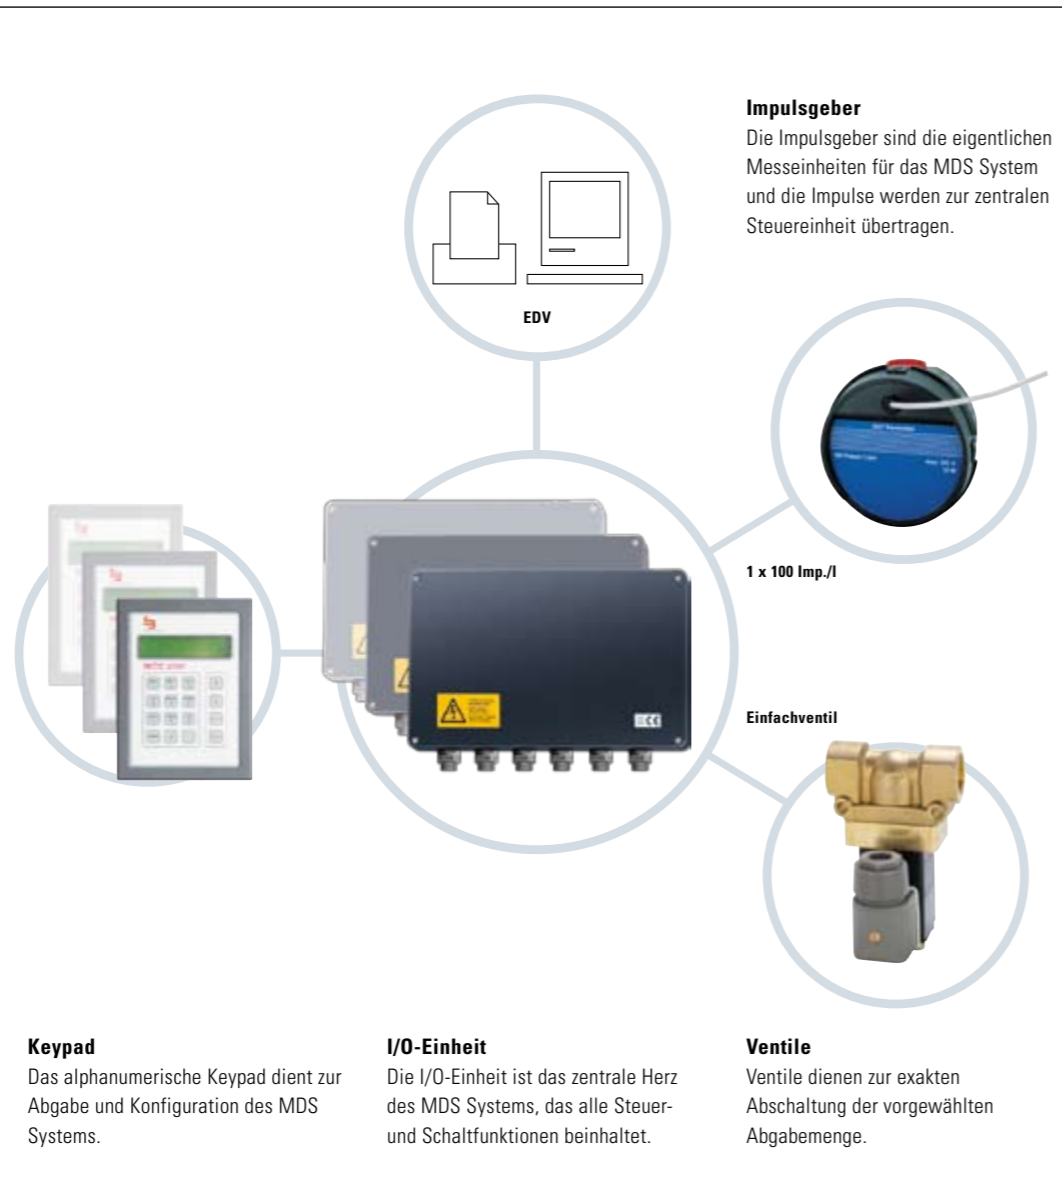 Impulsgeber
Die Impulsgeber sind die eigentlichen
Messeinheiten für das MDS System
und die Impulse werden zur zentralen
Steuereinheit übertragen.
EDV
1 x 100 Imp./l
Einfachventil
Keypad
Das alphanumerische Keypad dient zur
Abgabe und Konfiguration des MDS
Systems.
I/O-Einheit
Die I/O-Einheit ist das zentrale Herz
des MDS Systems, das alle Steuer-
und Schaltfunktionen beinhaltet.
Ventile
Ventile dienen zur exakten
Abschaltung der vorgewählten
Abgabemenge.